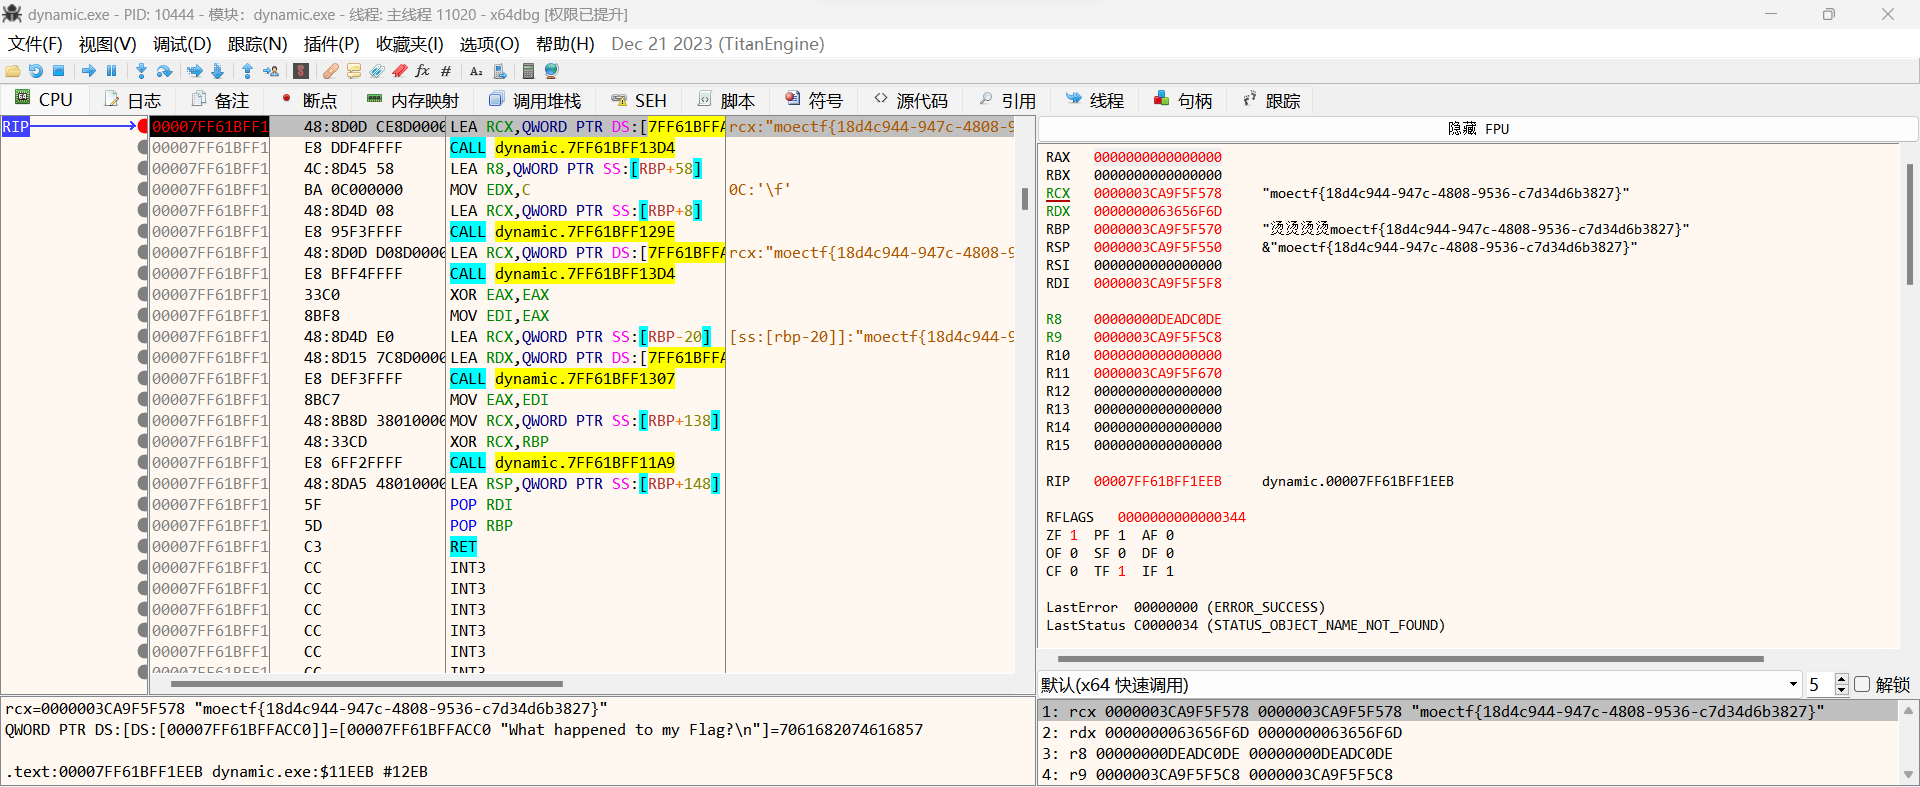 dynamic.exe - PID: 10444 - 模块: dynamic.exe - 线程: 主线程 11020 - x64dbg [权限已提升]
文件(F) 视图(V) 调试(D) 跟踪(N) 插件(P) 收藏夹(I) 选项(O) 帮助(H) Dec 21 2023 (TitanEngine)
CPU 日志 备注 断点 内存映射 调用堆栈 SEH 脚本 符号 源代码 引用 线程 句柄 跟踪
RIP 00007FF61BFF1 48:8D0D CE8D0000 LEA RCX,QWORD PTR DS:[7FF61BFFA rcx:"moectf{18d4c944-947c-4808-9
00007FF61BFF1 E8 DDF4FFFF CALL dynamic.7FF61BFF13D4
00007FF61BFF1 4C:8D45 58 LEA R8,QWORD PTR SS:[RBP+58]
00007FF61BFF1 BA 0C000000 MOV EDX,C 0C:'\f'
00007FF61BFF1 48:8D4D 08 LEA RCX,QWORD PTR SS:[RBP+8]
00007FF61BFF1 E8 95F3FFFF CALL dynamic.7FF61BFF129E
00007FF61BFF1 48:8D0D D08D0000 LEA RCX,QWORD PTR DS:[7FF61BFFA rcx:"moectf{18d4c944-947c-4808-9
00007FF61BFF1 E8 BFF4FFFF CALL dynamic.7FF61BFF13D4
00007FF61BFF1 33C0 XOR EAX,EAX
00007FF61BFF1 8BF8 MOV EDI,EAX
00007FF61BFF1 48:8D4D E0 LEA RCX,QWORD PTR SS:[RBP-20] [ss:[rbp-20]]:"moectf{18d4c944-9
00007FF61BFF1 48:8D15 7C8D0000 LEA RDX,QWORD PTR DS:[7FF61BFFA
00007FF61BFF1 E8 DEF3FFFF CALL dynamic.7FF61BFF1307
00007FF61BFF1 8BC7 MOV EAX,EDI
00007FF61BFF1 48:8B8D 38010000 MOV RCX,QWORD PTR SS:[RBP+138]
00007FF61BFF1 48:33CD XOR RCX,RBP
00007FF61BFF1 E8 6FF2FFFF CALL dynamic.7FF61BFF11A9
00007FF61BFF1 48:8DA5 48010000 LEA RSP,QWORD PTR SS:[RBP+148]
00007FF61BFF1 5F POP RDI
00007FF61BFF1 5D POP RBP
00007FF61BFF1 C3 RET
00007FF61BFF1 CC INT3
00007FF61BFF1 CC INT3
00007FF61BFF1 CC INT3
00007FF61BFF1 CC INT3
00007FF61BFF1 CC INT3
00007FF61BFF1 CC INT3
rcx=0000003CA9F5F578 "moectf{18d4c944-947c-4808-9536-c7d34d6b3827}"
QWORD PTR DS:[DS:[00007FF61BFFACC0]]=[00007FF61BFFACC0 "What happened to my Flag?\n"]=7061682074616857
.text:00007FF61BFF1EEB dynamic.exe:$11EEB #12EB
隐藏 FPU
RAX 0000000000000000
RBX 0000000000000000
RCX 0000003CA9F5F578 "moectf{18d4c944-947c-4808-9536-c7d34d6b3827}"
RDX 0000000063656F6D
RBP 0000003CA9F5F570 "烫烫烫烫moectf{18d4c944-947c-4808-9536-c7d34d6b3827}"
RSP 0000003CA9F5F550 &"moectf{18d4c944-947c-4808-9536-c7d34d6b3827}"
RSI 0000000000000000
RDI 0000003CA9F5F5F8
R8 00000000DEADC0DE
R9 0000003CA9F5F5C8
R10 0000000000000000
R11 0000003CA9F5F670
R12 0000000000000000
R13 0000000000000000
R14 0000000000000000
R15 0000000000000000
RIP 00007FF61BFF1EEB dynamic.00007FF61BFF1EEB
RFLAGS 0000000000000344
ZF 1 PF 1 AF 0
OF 0 SF 0 DF 0
CF 0 TF 1 IF 1
LastError 00000000 (ERROR_SUCCESS)
LastStatus C0000034 (STATUS_OBJECT_NAME_NOT_FOUND)
默认(x64 快速调用) 5 解锁
1: rcx 0000003CA9F5F578 0000003CA9F5F578 "moectf{18d4c944-947c-4808-9536-c7d34d6b3827}"
2: rdx 0000000063656F6D 0000000063656F6D
3: r8 00000000DEADC0DE 00000000DEADC0DE
4: r9 0000003CA9F5F5C8 0000003CA9F5F5C8